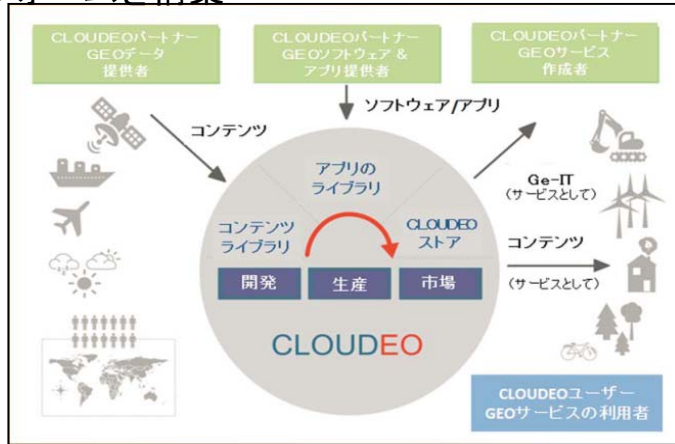 CLOUDEOパートナー
GEOデータ
提供者
CLOUDEOパートナー
GEOソフトウェア &
アプリ提供者
CLOUDEOパートナー
GEOサービス
作成者
コンテンツ
ソフトウェア/アプリ
アプリの
ライブラリ
コンテンツ
ライブラリ
CLOUDEO
ストア
Ge-IT
(サービスとして)
コンテンツ
(サービスとして)
開発
生産
市場
CLOUDEO
CLOUDEOユーザー
GEOサービスの利用者